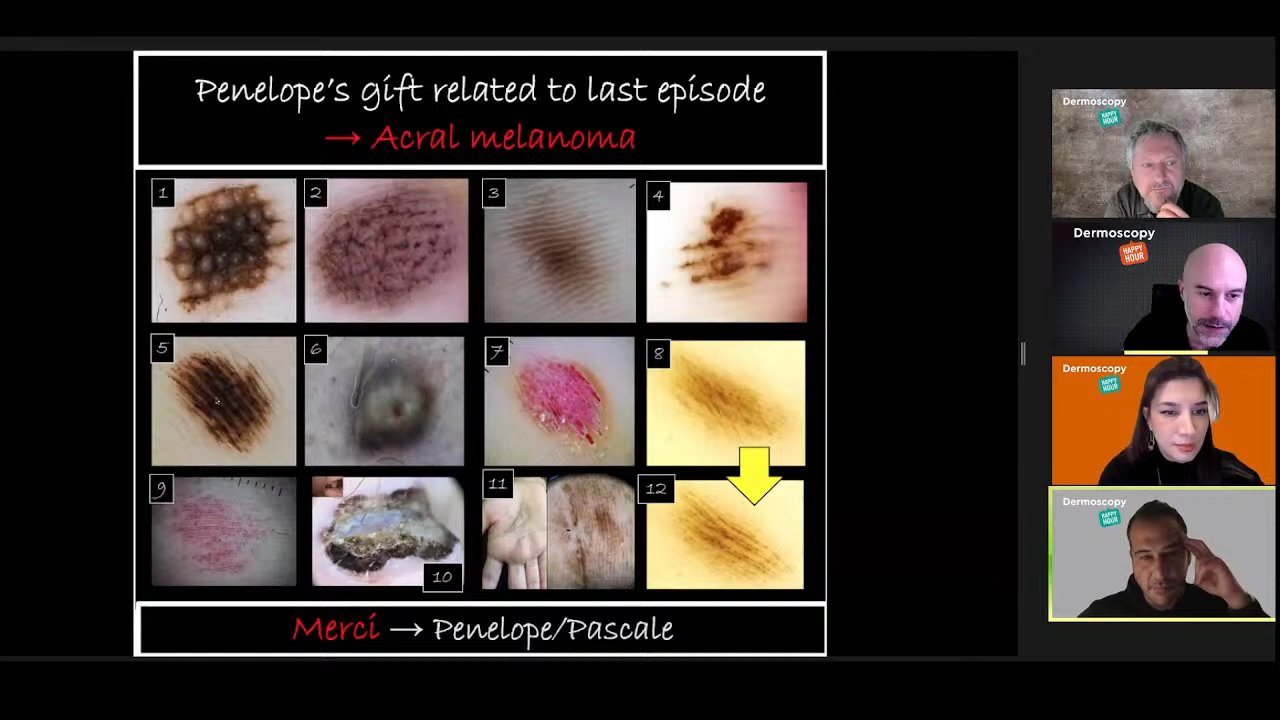 Penelope's gift related to last episode
→ Acral melanoma
1
2
3
4
5
6
7
8
9
10
11
12
Merci → Penelope/Pascale
Dermoscopy
HAPPY
HOUR
Dermoscopy
HAPPY
HOUR
Dermoscopy
HAPPY
HOUR
Dermoscopy
HAPPY
HOUR